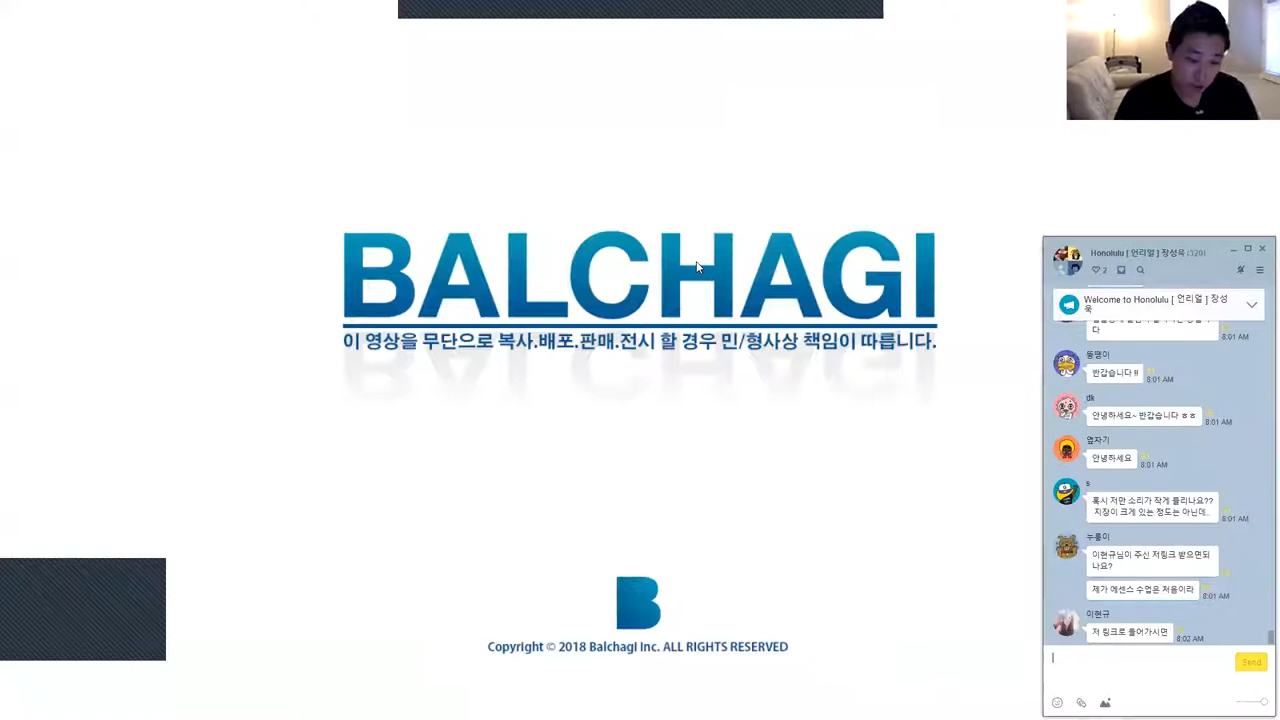 BALCHAGI
이 영상을 무단으로 복사.배포.판매.전시 할 경우 민/형사상 책임이 따릅니다.
B
Copyright © 2018 Balchagi Inc. ALL RIGHTS RESERVED
Honolulu [ 언리얼 ] 장성욱
2
Welcome to Honolulu [ 언리얼 ] 장성
욱
다
8:01 AM
뚱땡이
반갑습니다 !!
8:01 AM
dk
안녕하세요~ 반갑습니다 ㅎㅎ
8:01 AM
옆자기
안녕하세요
8:01 AM
s
혹시 저만 소리가 작게 들리나요??
지장이 크게 있는 정도는 아닌데..
8:01 AM
누룽이
이현규님이 주신 저링크 받으면되
나요?
제가 에센스 수업은 처음이라
8:01 AM
이현규
저 링크로 들어가시면
8:02 AM
Send